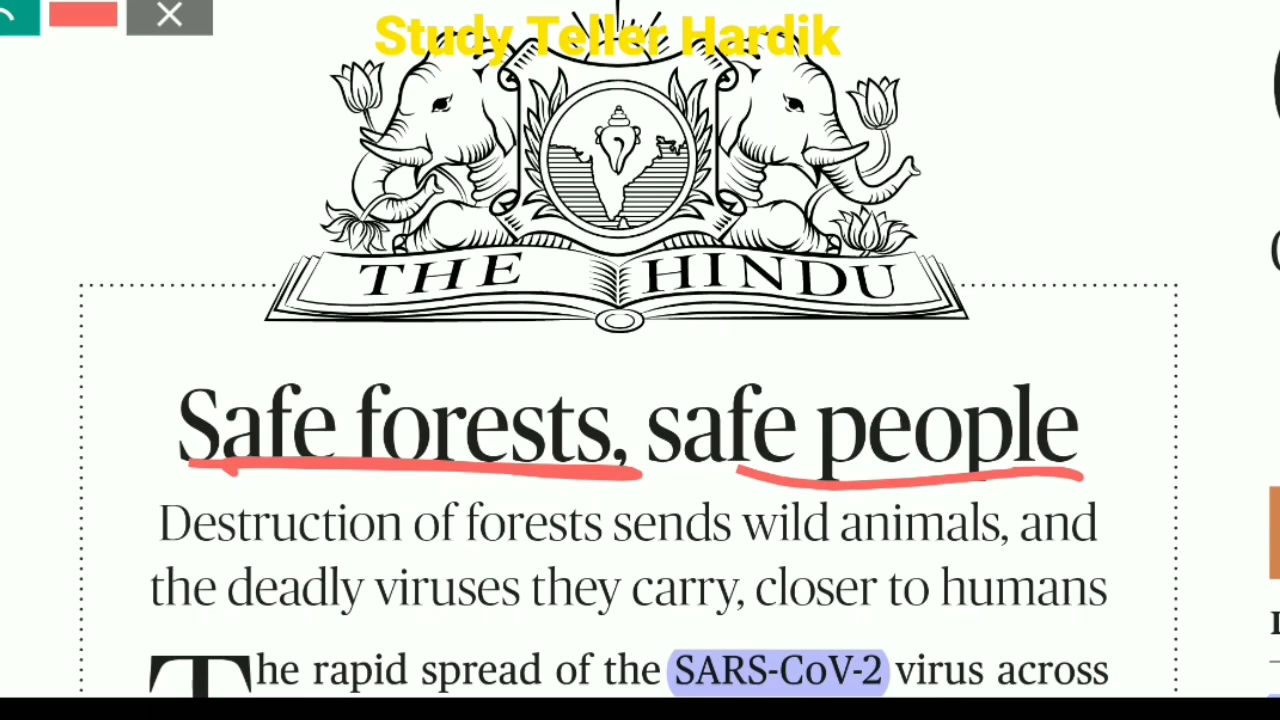 Study Teller Hardik
THE HINDU
Safe forests, safe people
Destruction of forests sends wild animals, and
the deadly viruses they carry, closer to humans
The rapid spread of the SARS-CoV-2 virus across